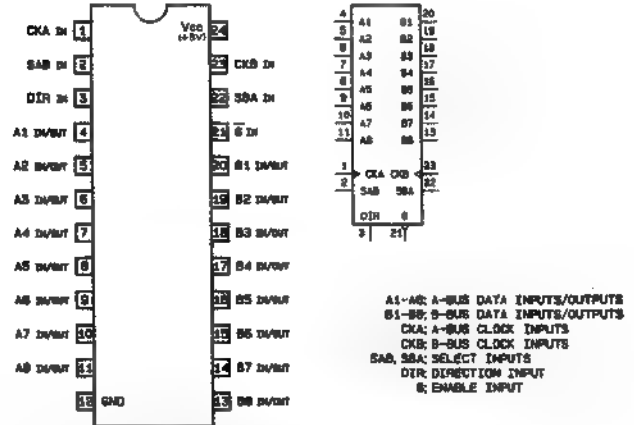 CKA IN 1
SAB IN 2
DIR IN 3
A1 IN/OUT 4
A2 IN/OUT 5
A3 IN/OUT 6
A4 IN/OUT 7
A5 IN/OUT 8
A6 IN/OUT 9
A7 IN/OUT 10
A8 IN/OUT 11
12 GND
Vcc 24
(+5V)
23 CKB IN
22 SBA IN
21 G IN
20 B1 IN/OUT
19 B2 IN/OUT
18 B3 IN/OUT
17 B4 IN/OUT
16 B5 IN/OUT
15 B6 IN/OUT
14 B7 IN/OUT
13 B8 IN/OUT
4 A1 B1 20
5 A2 B2 19
6 A3 B3 18
7 A4 B4 17
8 A5 B5 16
9 A6 B6 15
10 A7 B7 14
11 A8 B8 13
1 CKA CKB 23
2 SAB SBA 22
DIR G
3 21
A1-A8; A-BUS DATA INPUTS/OUTPUTS
B1-B8; B-BUS DATA INPUTS/OUTPUTS
CKA; A-BUS CLOCK INPUTS
CKB; B-BUS CLOCK INPUTS
SAB, SBA; SELECT INPUTS
DIR; DIRECTION INPUT
G; ENABLE INPUT